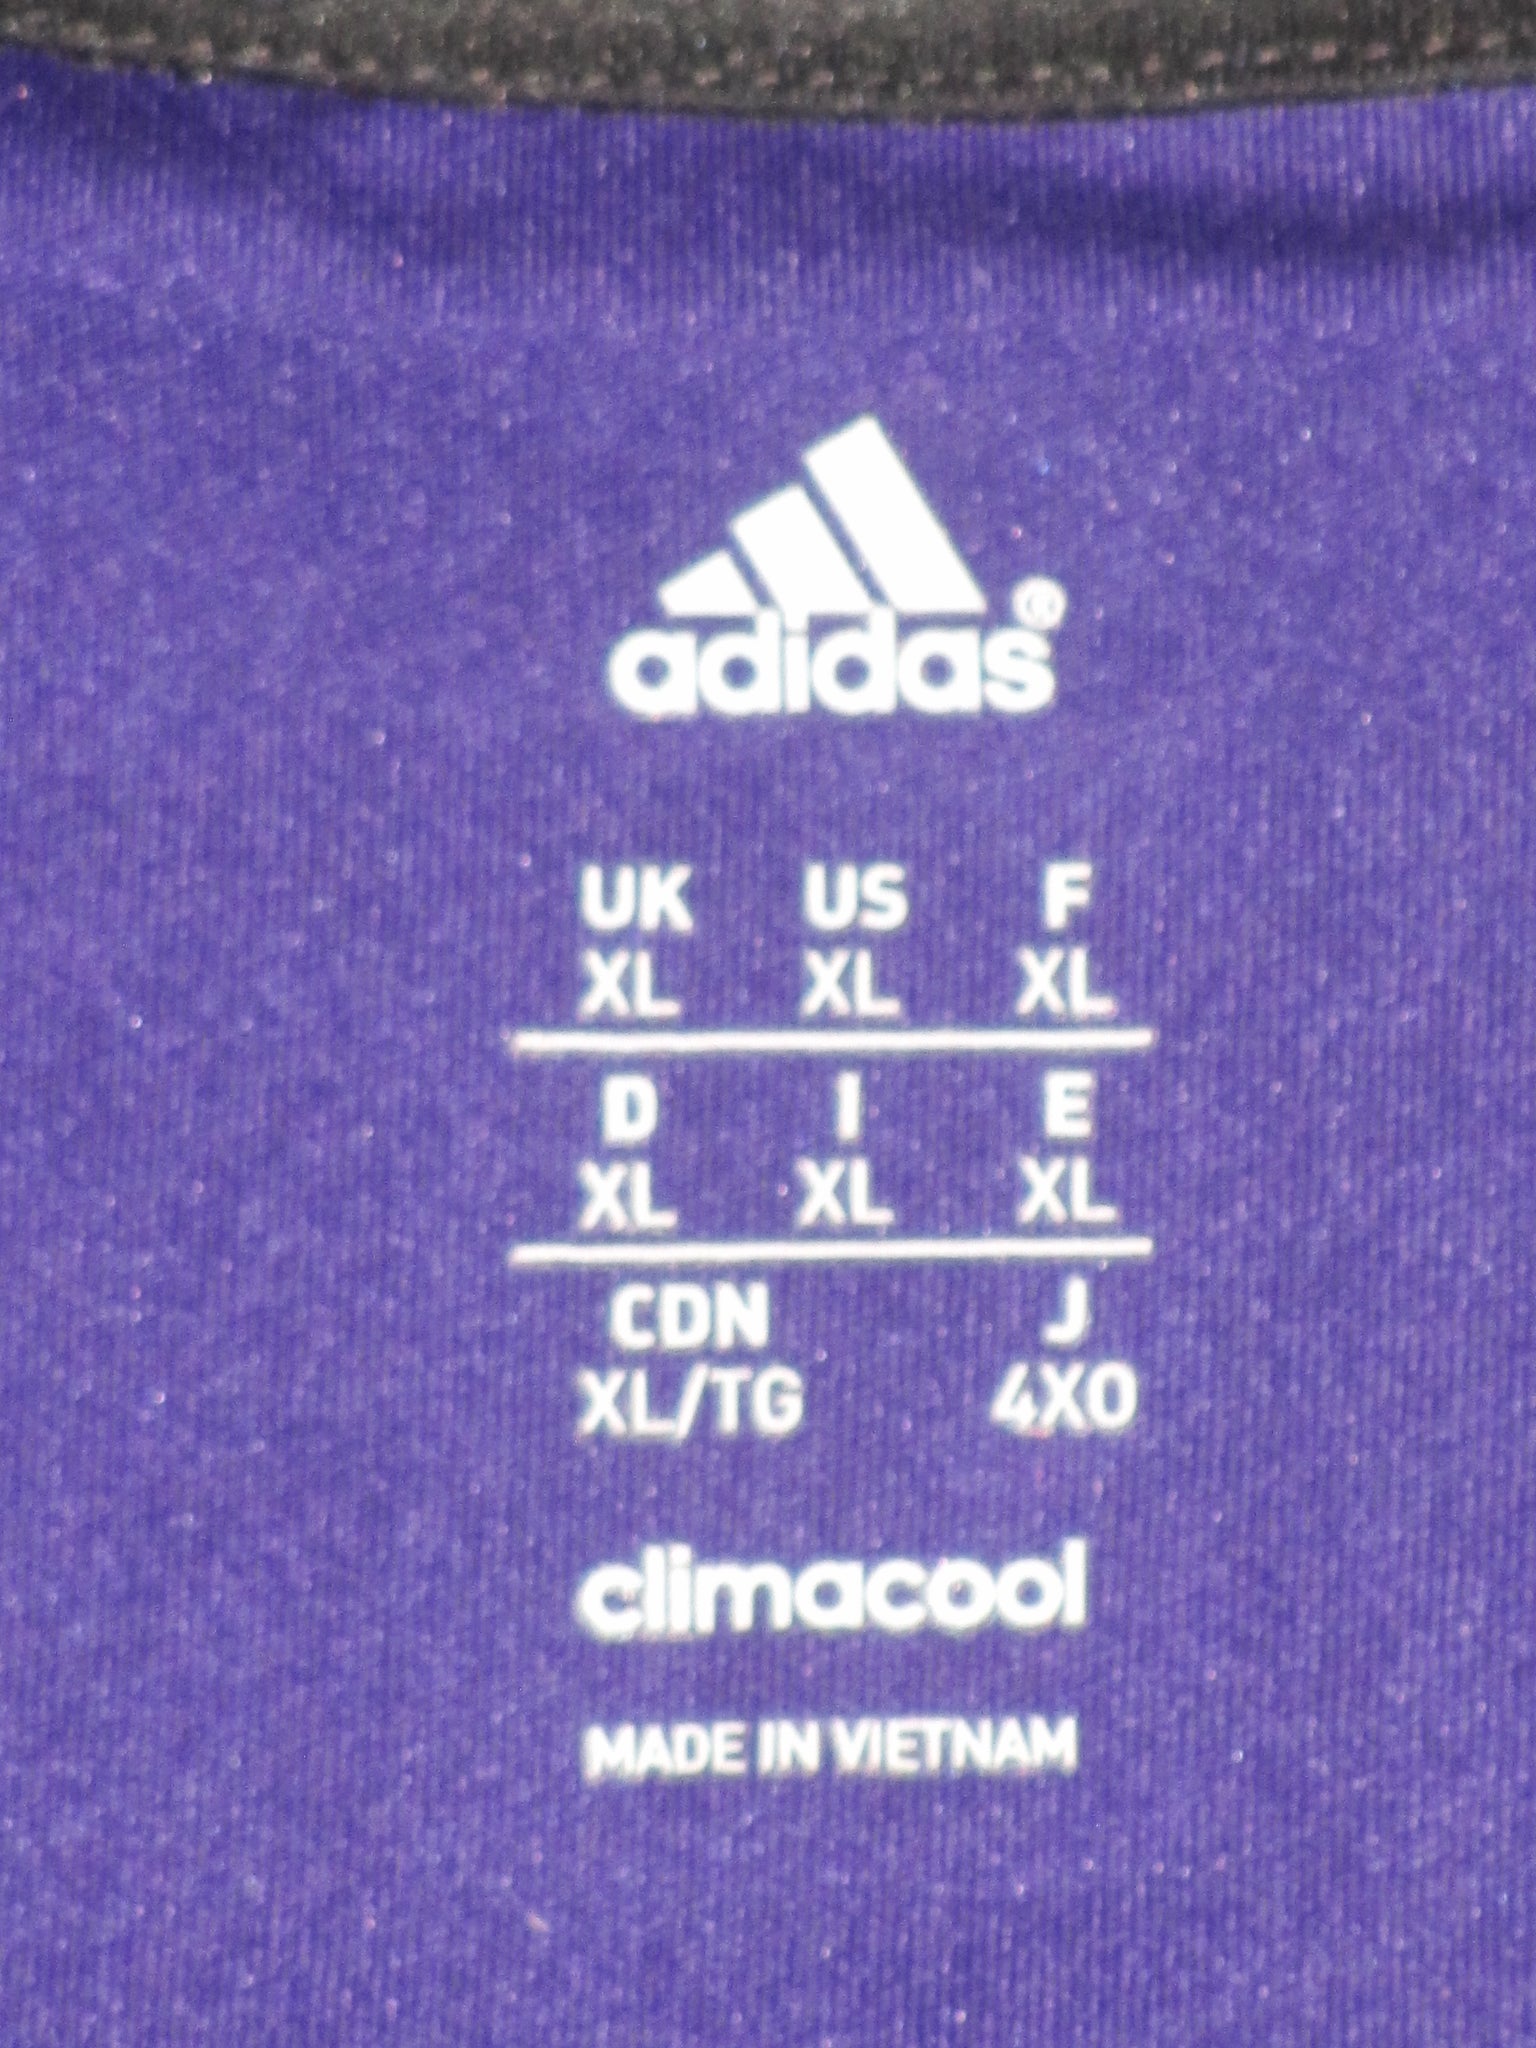 adidas®
UK US F
XL XL XL
D I E
XL XL XL
CDN J
XL/TG 4XO
climacool
MADE IN VIETNAM